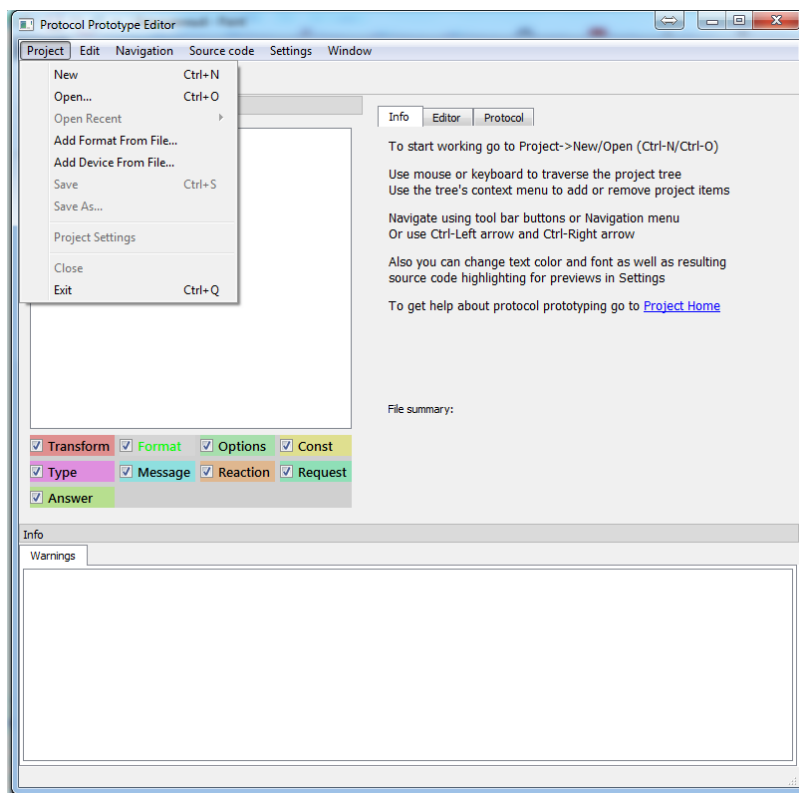 Protocol Prototype Editor
Project Edit Navigation Source code Settings Window
New Ctrl+N
Open... Ctrl+O
Open Recent
Add Format From File...
Add Device From File...
Save Ctrl+S
Save As...
Project Settings
Close
Exit Ctrl+Q
Info Editor Protocol
To start working go to Project->New/Open (Ctrl-N/Ctrl-O)
Use mouse or keyboard to traverse the project tree
Use the tree's context menu to add or remove project items
Navigate using tool bar buttons or Navigation menu
Or use Ctrl-Left arrow and Ctrl-Right arrow
Also you can change text color and font as well as resulting
source code highlighting for previews in Settings
To get help about protocol prototyping go to Project Home
File summary:
Transform Format Options Const
Type Message Reaction Request
Answer
Info
Warnings